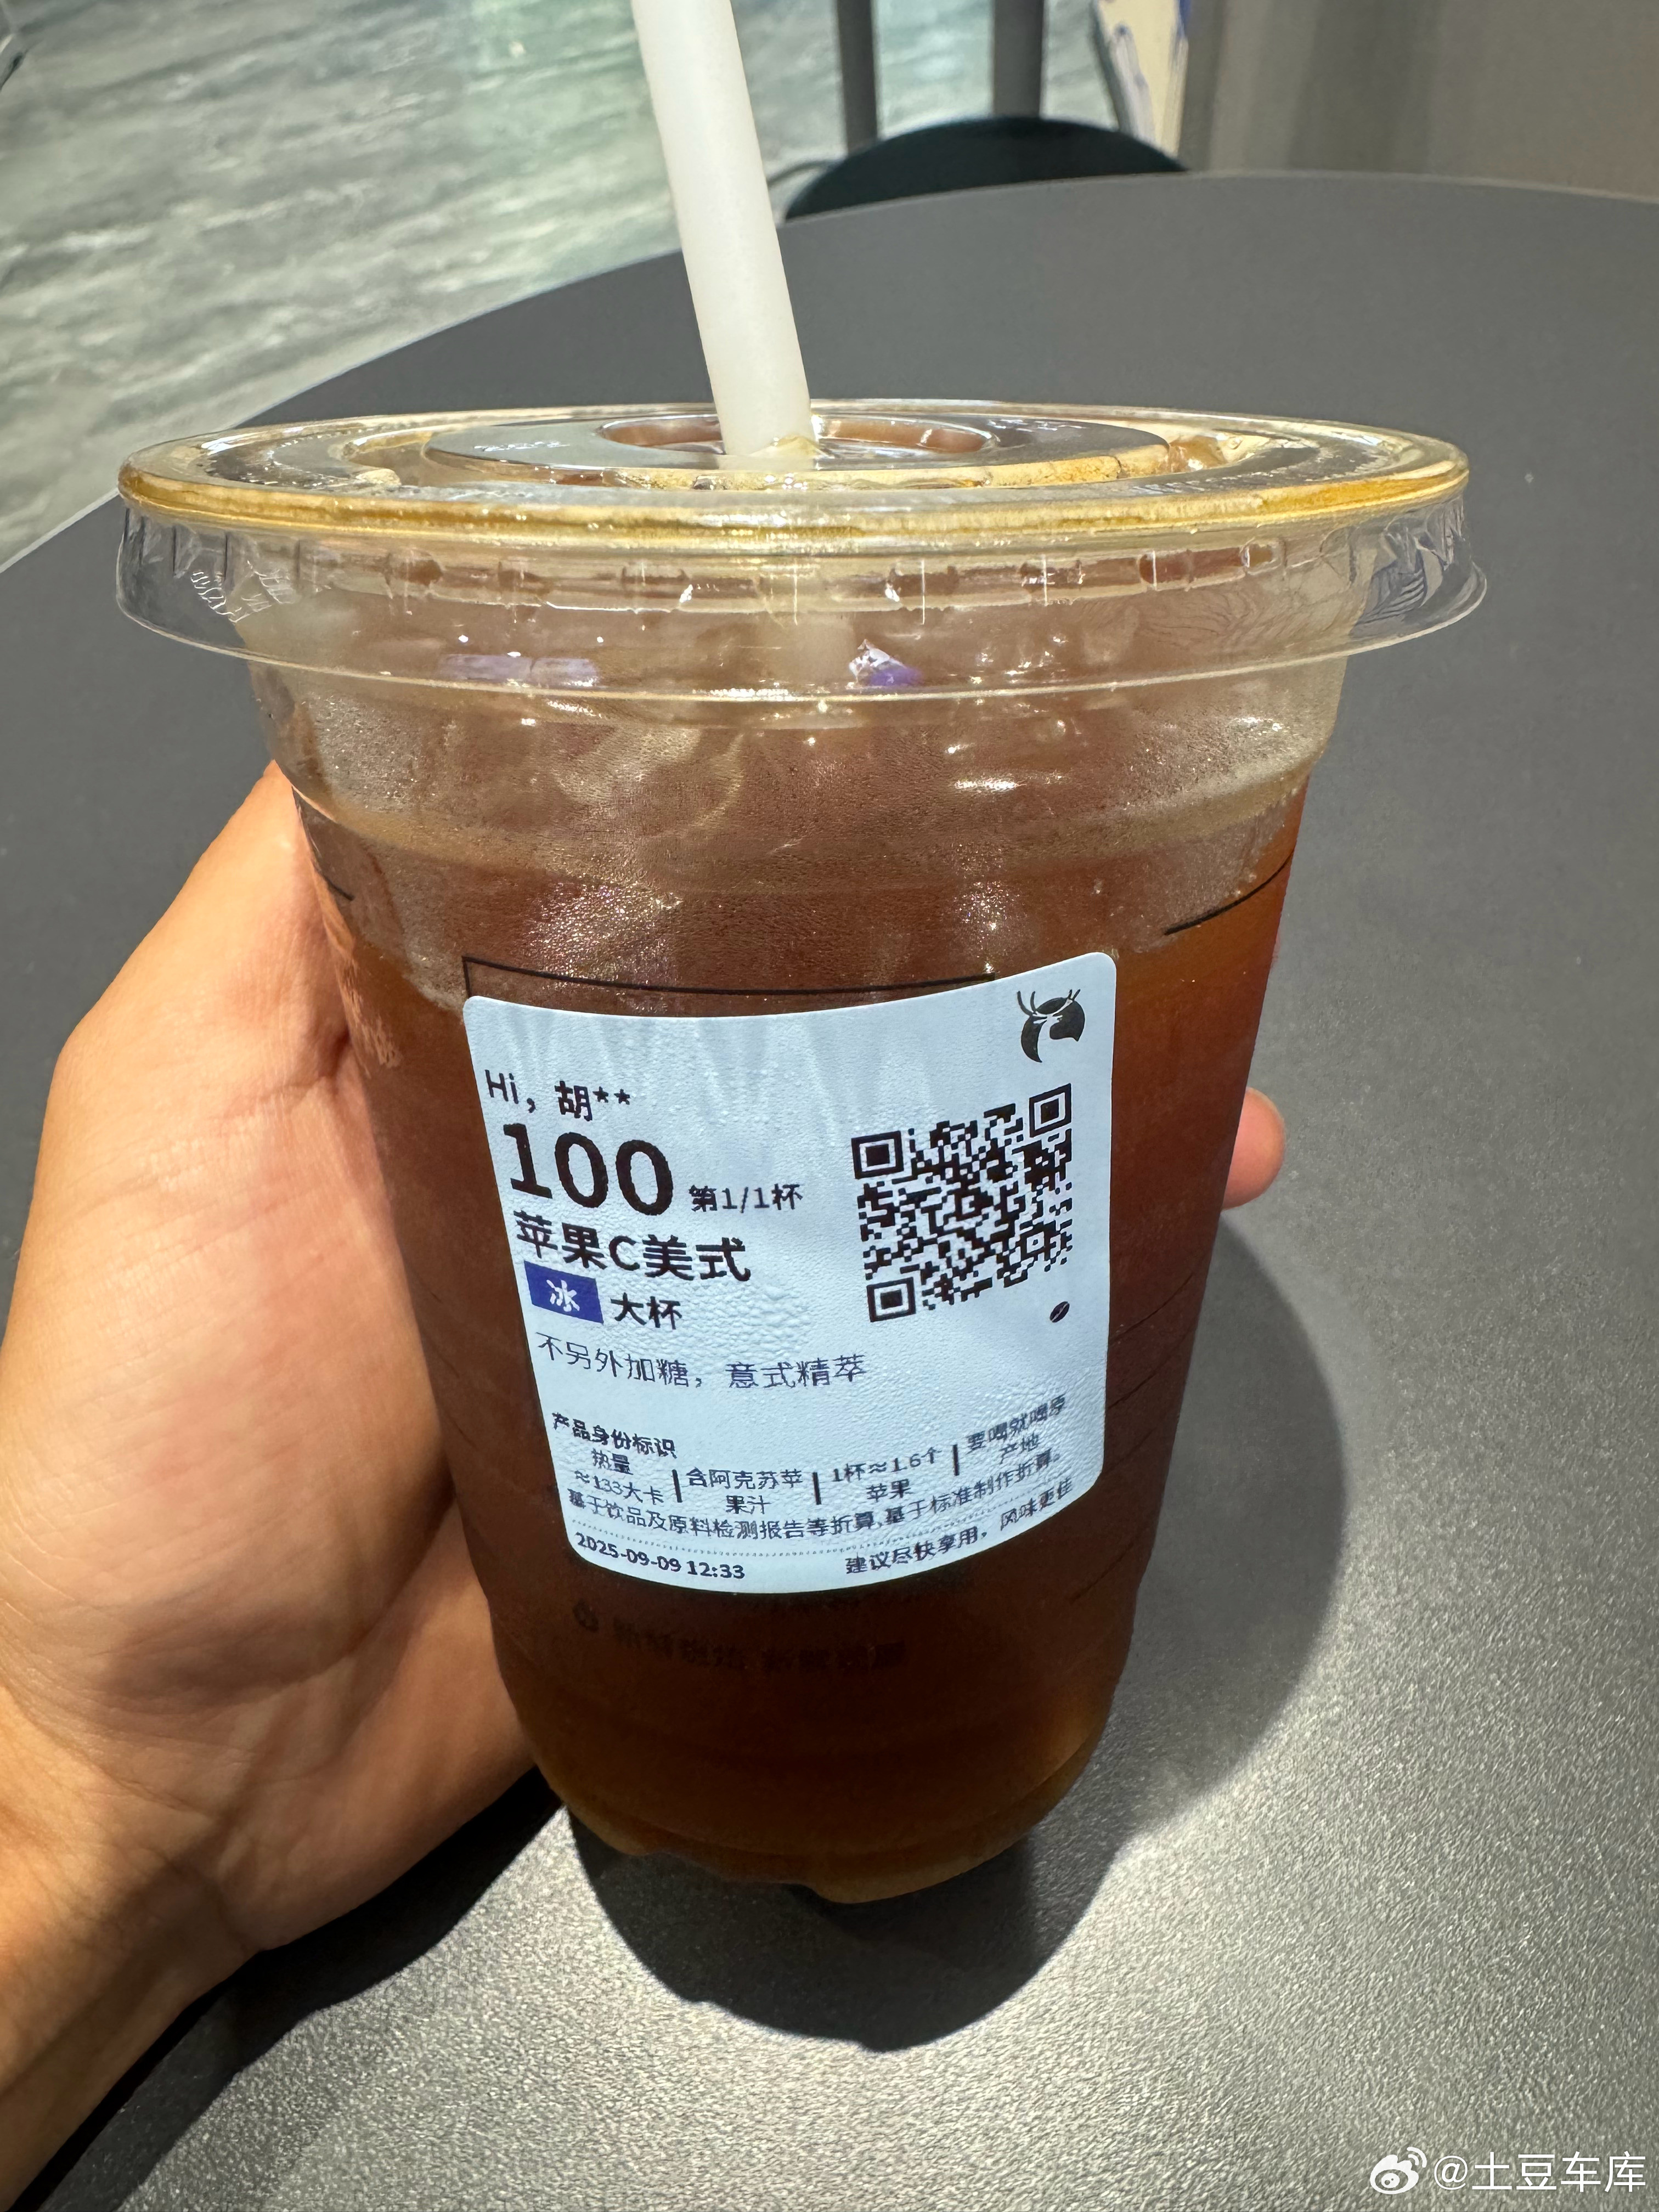 Hi, 胡**
100 第1/1杯
苹果C美式
冰 大杯
不另外加糖，意式精萃
产品身份标识
热量
≈133大卡
含阿克苏苹
果汁
1杯≈1.6个
苹果
要喝就喝原
产地
基于饮品及原料检测报告等折算,基于标准制作折算。
2025-09-09 12:33
建议尽快享用，风味更佳
@土豆车库